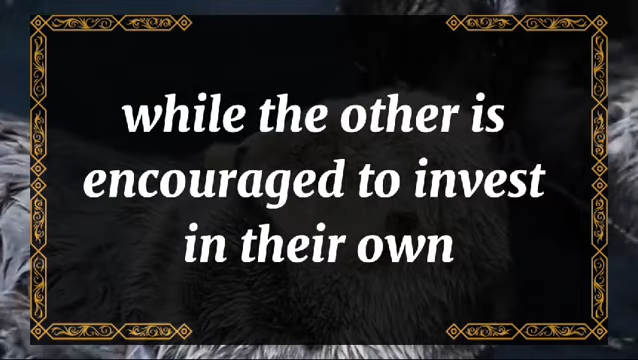 while the other is
encouraged to invest
in their own